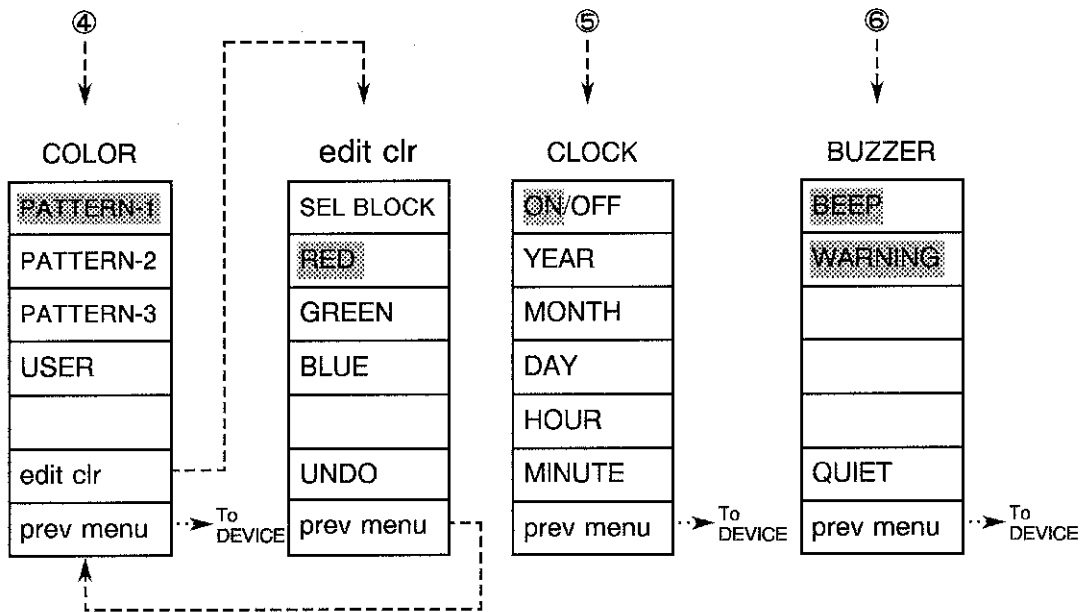 ④
⑤
⑥
COLOR
PATTERN-1
PATTERN-2
PATTERN-3
USER
edit clr
prev menu
To
DEVICE
edit clr
SEL BLOCK
RED
GREEN
BLUE
UNDO
prev menu
CLOCK
ON/OFF
YEAR
MONTH
DAY
HOUR
MINUTE
prev menu
To
DEVICE
BUZZER
BEEP
WARNING
QUIET
prev menu
To
DEVICE